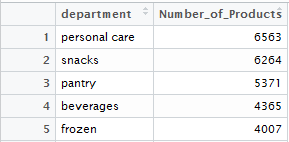 department Number_of_Products
1 personal care 6563
2 snacks 6264
3 pantry 5371
4 beverages 4365
5 frozen 4007